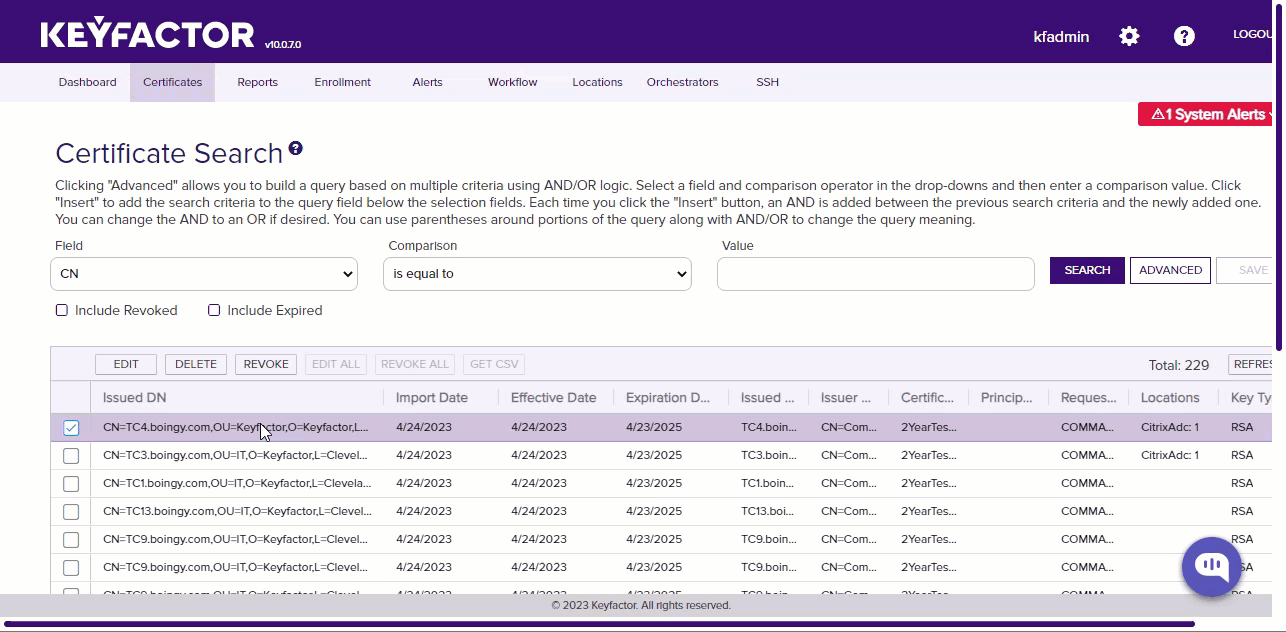 KEYFACTOR v10.0.7.0
kfadmin ? LOGOU
Dashboard Certificates Reports Enrollment Alerts Workflow Locations Orchestrators SSH
1 System Alerts
Certificate Search ?
Clicking "Advanced" allows you to build a query based on multiple criteria using AND/OR logic. Select a field and comparison operator in the drop-downs and then enter a comparison value. Click
"Insert" to add the search criteria to the query field below the selection fields. Each time you click the "Insert" button, an AND is added between the previous search criteria and the newly added one.
You can change the AND to an OR if desired. You can use parentheses around portions of the query along with AND/OR to change the query meaning.
Field Comparison Value
CN is equal to SEARCH ADVANCED SAVE
Include Revoked Include Expired
EDIT DELETE REVOKE EDIT ALL REVOKE ALL GET CSV Total: 229 REFRES
Issued DN Import Date Effective Date Expiration D... Issued ... Issuer ... Certific... Princip... Reques... Locations Key Ty
CN=TC4.boingy.com,OU=Keyfactor,O=Keyfactor,L... 4/24/2023 4/24/2023 4/23/2025 TC4.boin... CN=Com... 2YearTes... COMMA... CitrixAdc: 1 RSA
CN=TC3.boingy.com,OU=IT,O=Keyfactor,L=Clevel... 4/24/2023 4/24/2023 4/23/2025 TC3.boin... CN=Com... 2YearTes... COMMA... CitrixAdc: 1 RSA
CN=TC1.boingy.com,OU=IT,O=Keyfactor,L=Clevela... 4/24/2023 4/24/2023 4/23/2025 TC1.boin... CN=Com... 2YearTes... COMMA... RSA
CN=TC13.boingy.com,OU=IT,O=Keyfactor,L=Clevel... 4/24/2023 4/24/2023 4/23/2025 TC13.boi... CN=Com... 2YearTes... COMMA... RSA
CN=TC9.boingy.com,OU=IT,O=Keyfactor,L=Clevel... 4/24/2023 4/24/2023 4/23/2025 TC9.boin... CN=Com... 2YearTes... COMMA... RSA
CN=TC9.boingy.com,OU=IT,O=Keyfactor,L=Clevel... 4/24/2023 4/24/2023 4/23/2025 TC9.boin... CN=Com... 2YearTes... COMMA... SA
© 2023 Keyfactor. All rights reserved.